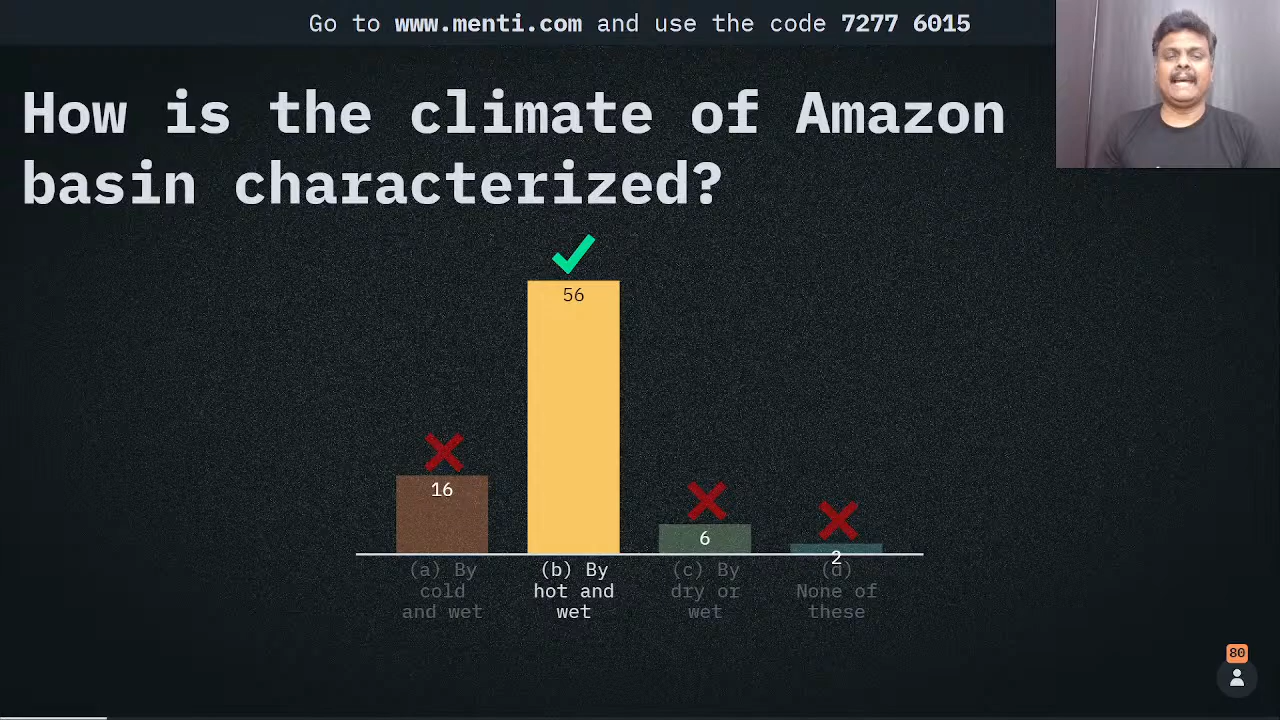 Go to www.menti.com and use the code 7277 6015
How is the climate of Amazon
basin characterized?
56
16
6
2
(a) By
cold
and wet
(b) By
hot and
wet
(c) By
dry or
wet
(d)
None of
these
80